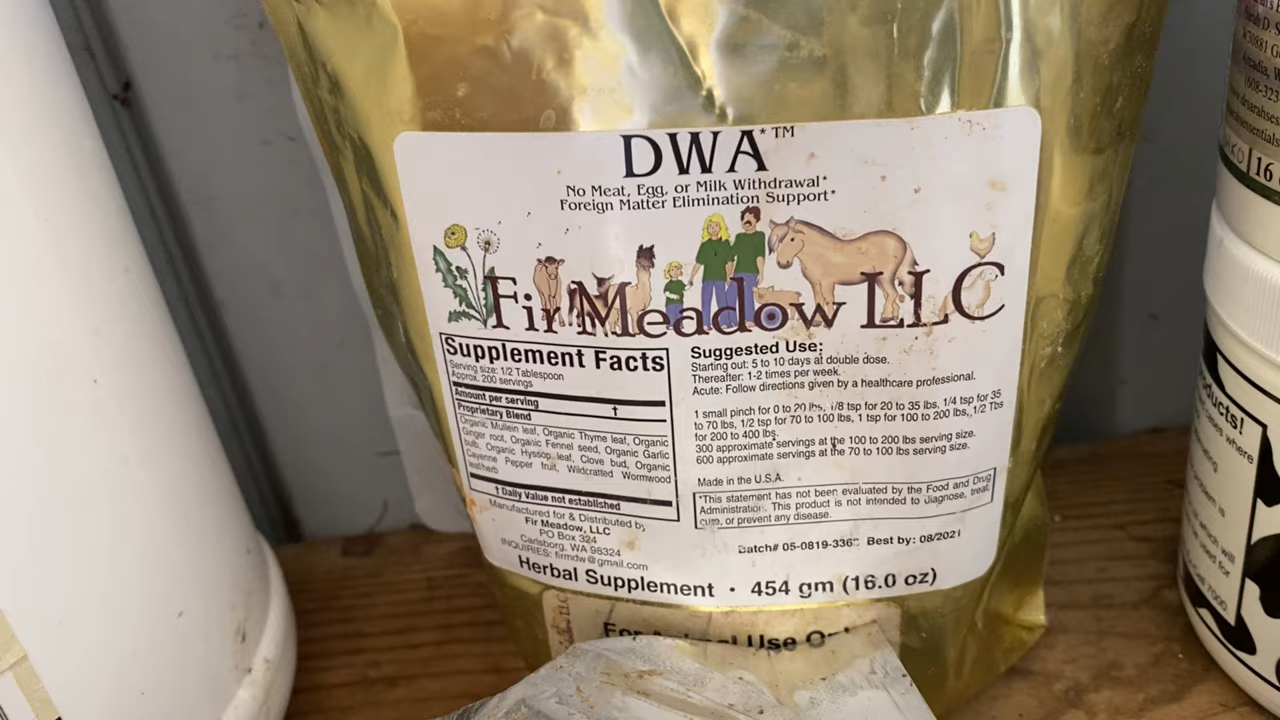 DWA*™
No Meat, Egg, or Milk Withdrawal*
Foreign Matter Elimination Support*
Fir Meadow LLC
Supplement Facts
Serving size: 1/2 Tablespoon
Approx. 200 servings
Amount per serving
Proprietary Blend †
Organic Mullein leaf, Organic Thyme leaf, Organic
Ginger root, Organic Fennel seed, Organic Garlic
bulb, Organic Hyssop leaf, Clove bud, Organic
Cayenne Pepper fruit, Wildcrafted Wormwood
leaf/herb
† Daily Value not established
Manufactured for & Distributed by
Fir Meadow, LLC
PO Box 324
Carlsborg, WA 98324
INQUIRIES: firmdw@gmail.com
Suggested Use:
Starting out: 5 to 10 days at double dose.
Thereafter: 1-2 times per week.
Acute: Follow directions given by a healthcare professional.
1 small pinch for 0 to 20 lbs, 1/8 tsp for 20 to 35 lbs, 1/4 tsp for 35
to 70 lbs, 1/2 tsp for 70 to 100 lbs, 1 tsp for 100 to 200 lbs, 1/2 Tbs
for 200 to 400 lbs.
300 approximate servings at the 100 to 200 lbs serving size.
600 approximate servings at the 70 to 100 lbs serving size.
Made in the U.S.A.
*This statement has not been evaluated by the Food and Drug
Administration. This product is not intended to diagnose, treat,
cure, or prevent any disease.
Batch# 05-0819-336 Best by: 08/2021
Herbal Supplement • 454 gm (16.0 oz)
For Animal Use Only
16
where
which will